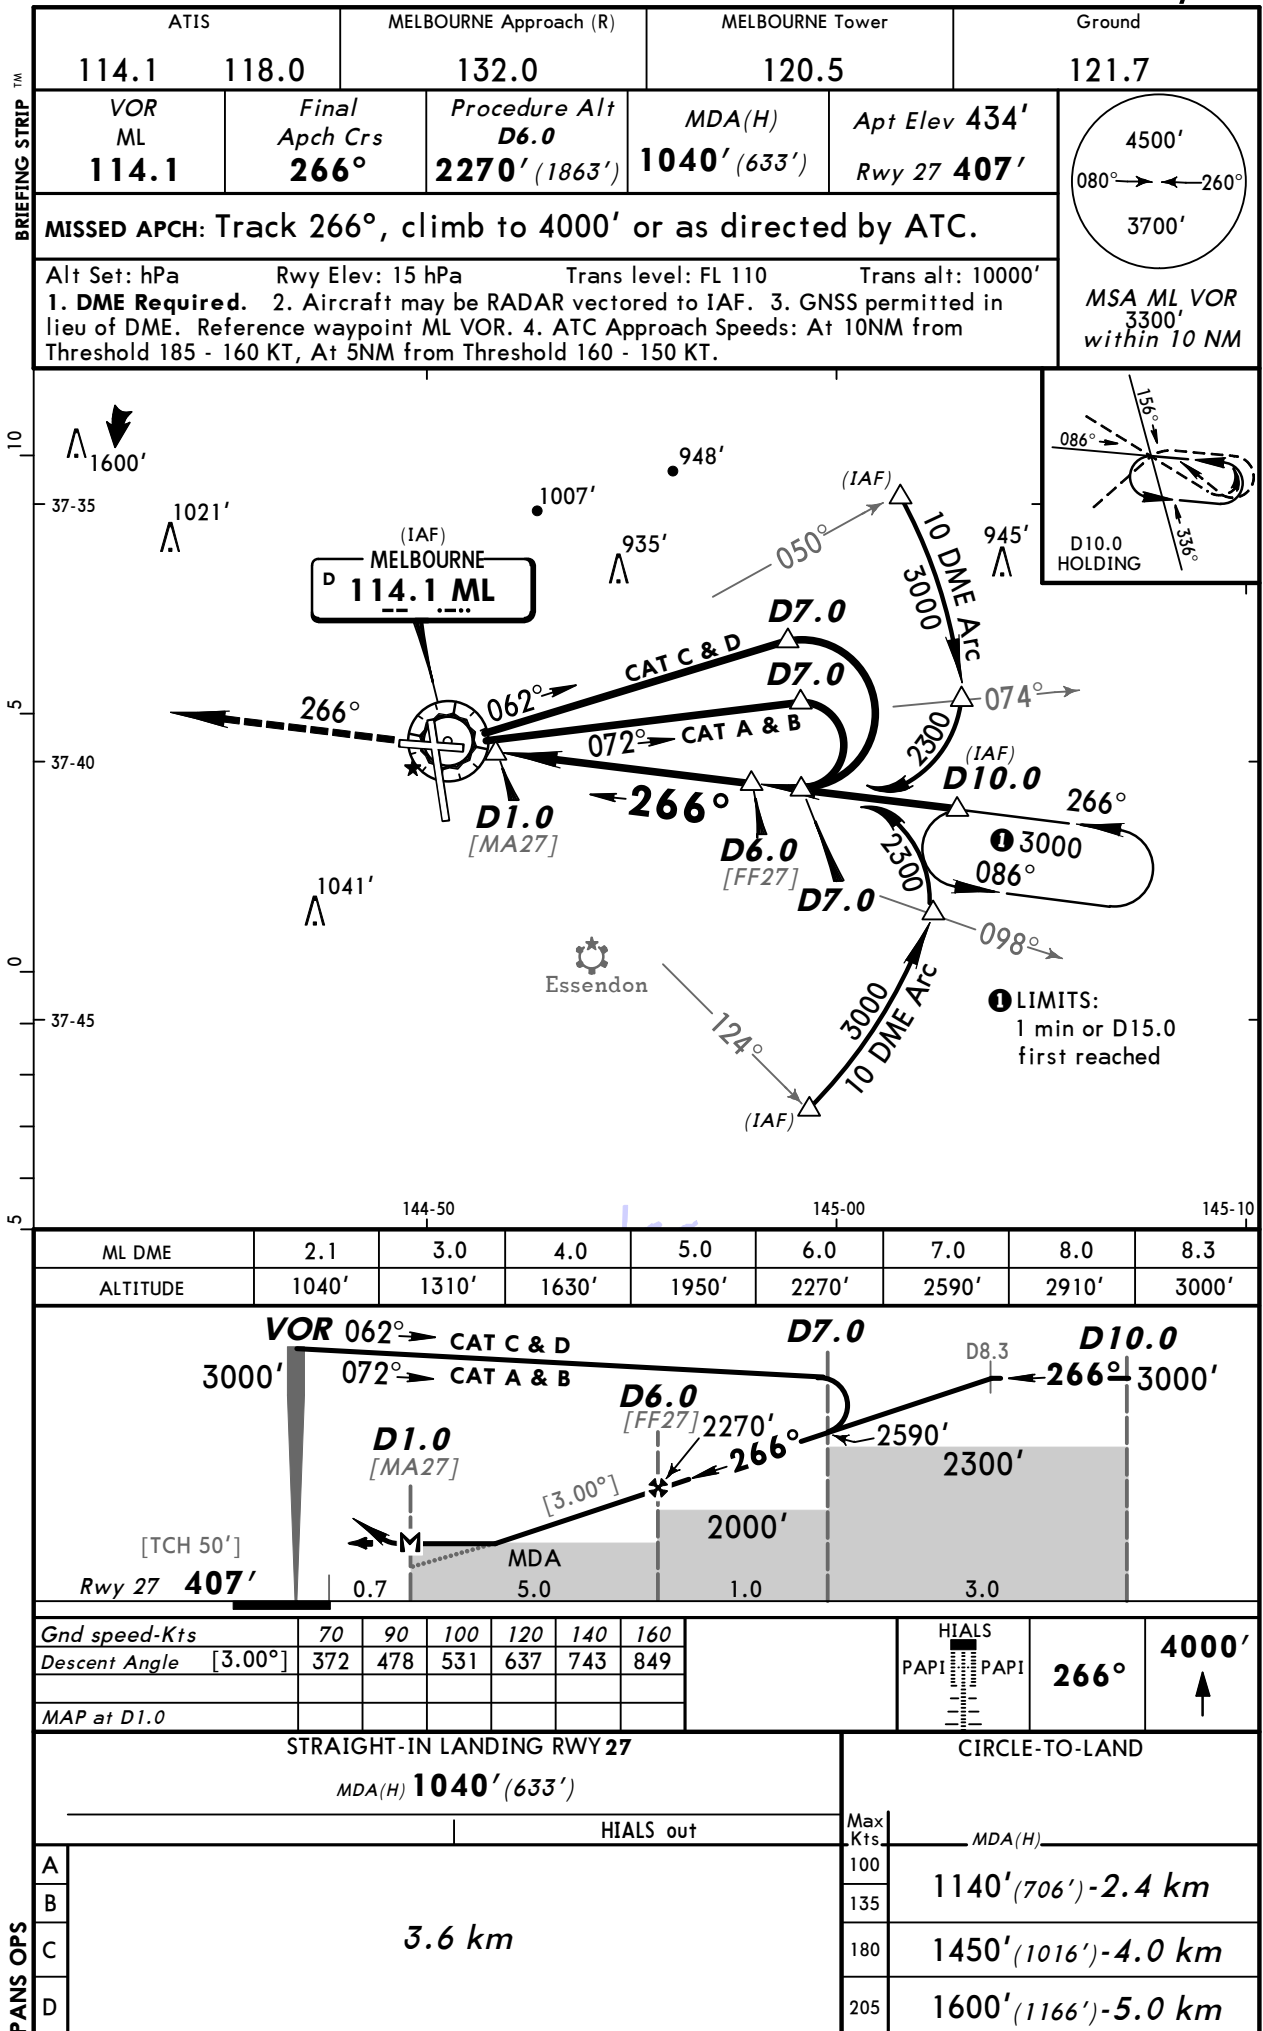 ATIS
114.1 118.0
MELBOURNE Approach (R)
132.0
MELBOURNE Tower
120.5
Ground
121.7
BRIEFING STRIP ™
VOR
ML
114.1
Final
Apch Crs
266°
Procedure Alt
D6.0
2270' (1863')
MDA(H)
1040' (633')
Apt Elev 434'
Rwy 27 407'
4500'
080° 260°
3700'
MSA ML VOR
3300'
within 10 NM
MISSED APCH: Track 266°, climb to 4000' or as directed by ATC.
Alt Set: hPa Rwy Elev: 15 hPa Trans level: FL 110 Trans alt: 10000'
1. DME Required. 2. Aircraft may be RADAR vectored to IAF. 3. GNSS permitted in
lieu of DME. Reference waypoint ML VOR. 4. ATC Approach Speeds: At 10NM from
Threshold 185 - 160 KT, At 5NM from Threshold 160 - 150 KT.
10
1600'
37-35
1021'
948'
1007'
935'
945'
156°
086°
336°
D10.0
HOLDING
(IAF)
050°
10 DME Arc
3000
(IAF)
MELBOURNE
D 114.1 ML
D7.0
CAT C & D
D7.0
5
266°
062°
072°
CAT A & B
074°
2300
37-40
(IAF)
D10.0
266°
D1.0
[MA27]
266°
D6.0
[FF27]
D7.0
2300
1 3000
086°
1041'
098°
0
Essendon
124°
3000
10 DME Arc
(IAF)
1 LIMITS:
1 min or D15.0
first reached
37-45
5
144-50
145-00
145-10
ML DME 2.1 3.0 4.0 5.0 6.0 7.0 8.0 8.3
ALTITUDE 1040' 1310' 1630' 1950' 2270' 2590' 2910' 3000'
VOR 062° CAT C & D
3000' 072° CAT A & B
D7.0
D8.3
D10.0
266° 3000'
D6.0
[FF27]
2270'
266°
2590'
2300'
D1.0
[MA27]
[3.00°]
2000'
M
MDA
[TCH 50']
Rwy 27 407'
0.7 5.0 1.0 3.0
Gnd speed-Kts 70 90 100 120 140 160
Descent Angle [3.00°] 372 478 531 637 743 849
MAP at D1.0
HIALS
PAPI PAPI
266°
4000'
STRAIGHT-IN LANDING RWY 27
MDA(H) 1040' (633')
HIALS out
CIRCLE-TO-LAND
Max
Kts
MDA(H)
A
B
C
D
3.6 km
100
135
1140' (706') - 2.4 km
180
1450' (1016') - 4.0 km
205
1600' (1166') - 5.0 km
PANS OPS